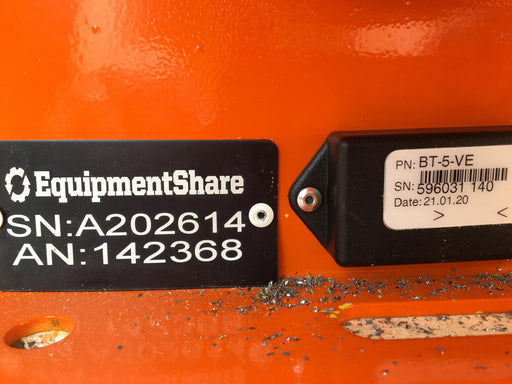 EquipmentShare
SN:A202614
AN:142368
PN: BT-5-VE
SN: 596031 140
Date: 21.01.20
> <